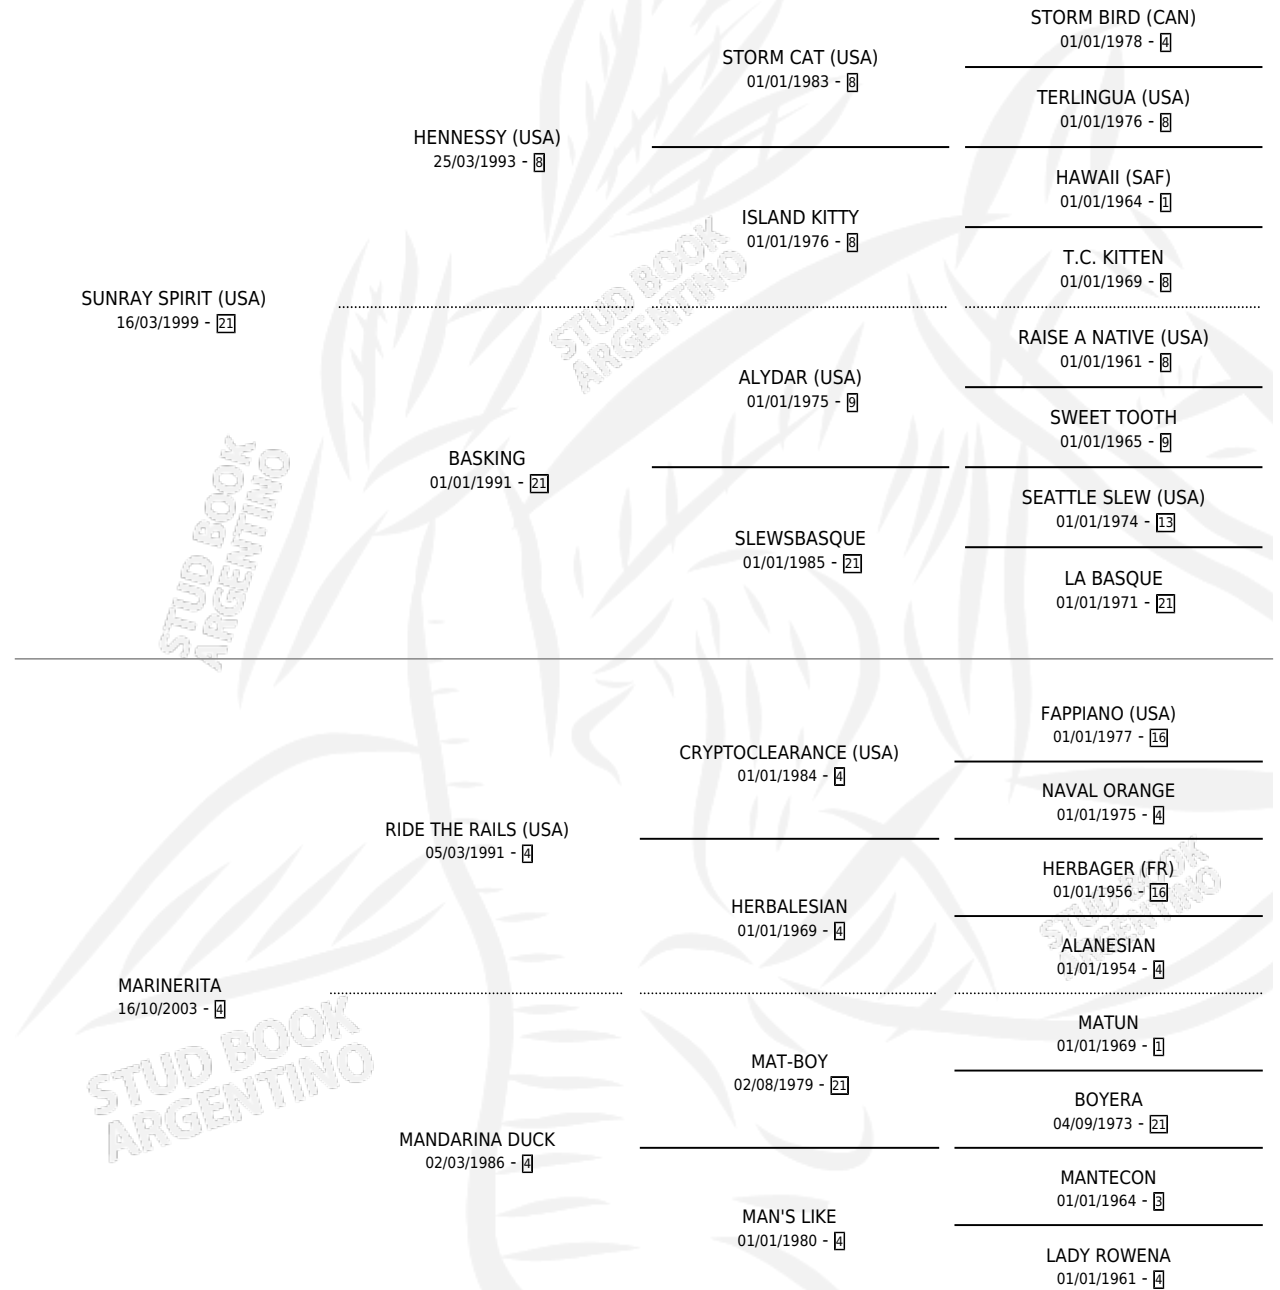 STORM BIRD (CAN)
01/01/1978 - 4
STORM CAT (USA)
01/01/1983 - 8
TERLINGUA (USA)
01/01/1976 - 8
HENNESSY (USA)
25/03/1993 - 8
HAWAII (SAF)
01/01/1964 - 1
ISLAND KITTY
01/01/1976 - 8
T.C. KITTEN
01/01/1969 - 8
SUNRAY SPIRIT (USA)
16/03/1999 - 21
RAISE A NATIVE (USA)
01/01/1961 - 8
ALYDAR (USA)
01/01/1975 - 9
SWEET TOOTH
01/01/1965 - 9
BASKING
01/01/1991 - 21
SEATTLE SLEW (USA)
01/01/1974 - 13
SLEWSBASQUE
01/01/1985 - 21
LA BASQUE
01/01/1971 - 21
FAPPIANO (USA)
01/01/1977 - 16
CRYPTOCLEARANCE (USA)
01/01/1984 - 4
NAVAL ORANGE
01/01/1975 - 4
RIDE THE RAILS (USA)
05/03/1991 - 4
HERBAGER (FR)
01/01/1956 - 16
HERBALESIAN
01/01/1969 - 4
ALANESIAN
01/01/1954 - 4
MARINERITA
16/10/2003 - 4
MATUN
01/01/1969 - 1
MAT-BOY
02/08/1979 - 21
BOYERA
04/09/1973 - 21
MANDARINA DUCK
02/03/1986 - 4
MANTECON
01/01/1964 - 3
MAN'S LIKE
01/01/1980 - 4
LADY ROWENA
01/01/1961 - 4
STUD BOOK
ARGENTINO
STUD BOOK
ARGENTINO
STUD BOOK
ARGENTINO
STUD BOOK
ARGENTINO